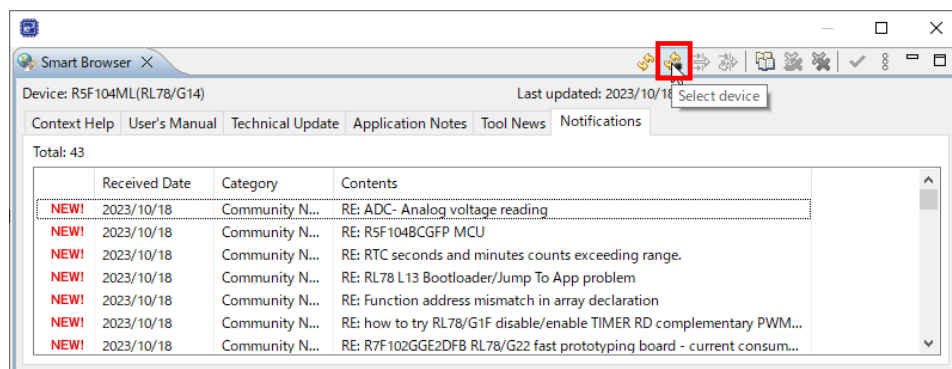 Smart Browser
Device: R5F104ML(RL78/G14) Last updated: 2023/10/18
Select device
Context Help User's Manual Technical Update Application Notes Tool News Notifications
Total: 43
Received Date Category Contents
NEW! 2023/10/18 Community N... RE: ADC- Analog voltage reading
NEW! 2023/10/18 Community N... RE: R5F104BCGFP MCU
NEW! 2023/10/18 Community N... RE: RTC seconds and minutes counts exceeding range.
NEW! 2023/10/18 Community N... RE: RL78 L13 Bootloader/Jump To App problem
NEW! 2023/10/18 Community N... RE: Function address mismatch in array declaration
NEW! 2023/10/18 Community N... RE: how to try RL78/G1F disable/enable TIMER RD complementary PWM...
NEW! 2023/10/18 Community N... RE: R7F102GGE2DFB RL78/G22 fast prototyping board - current consum...